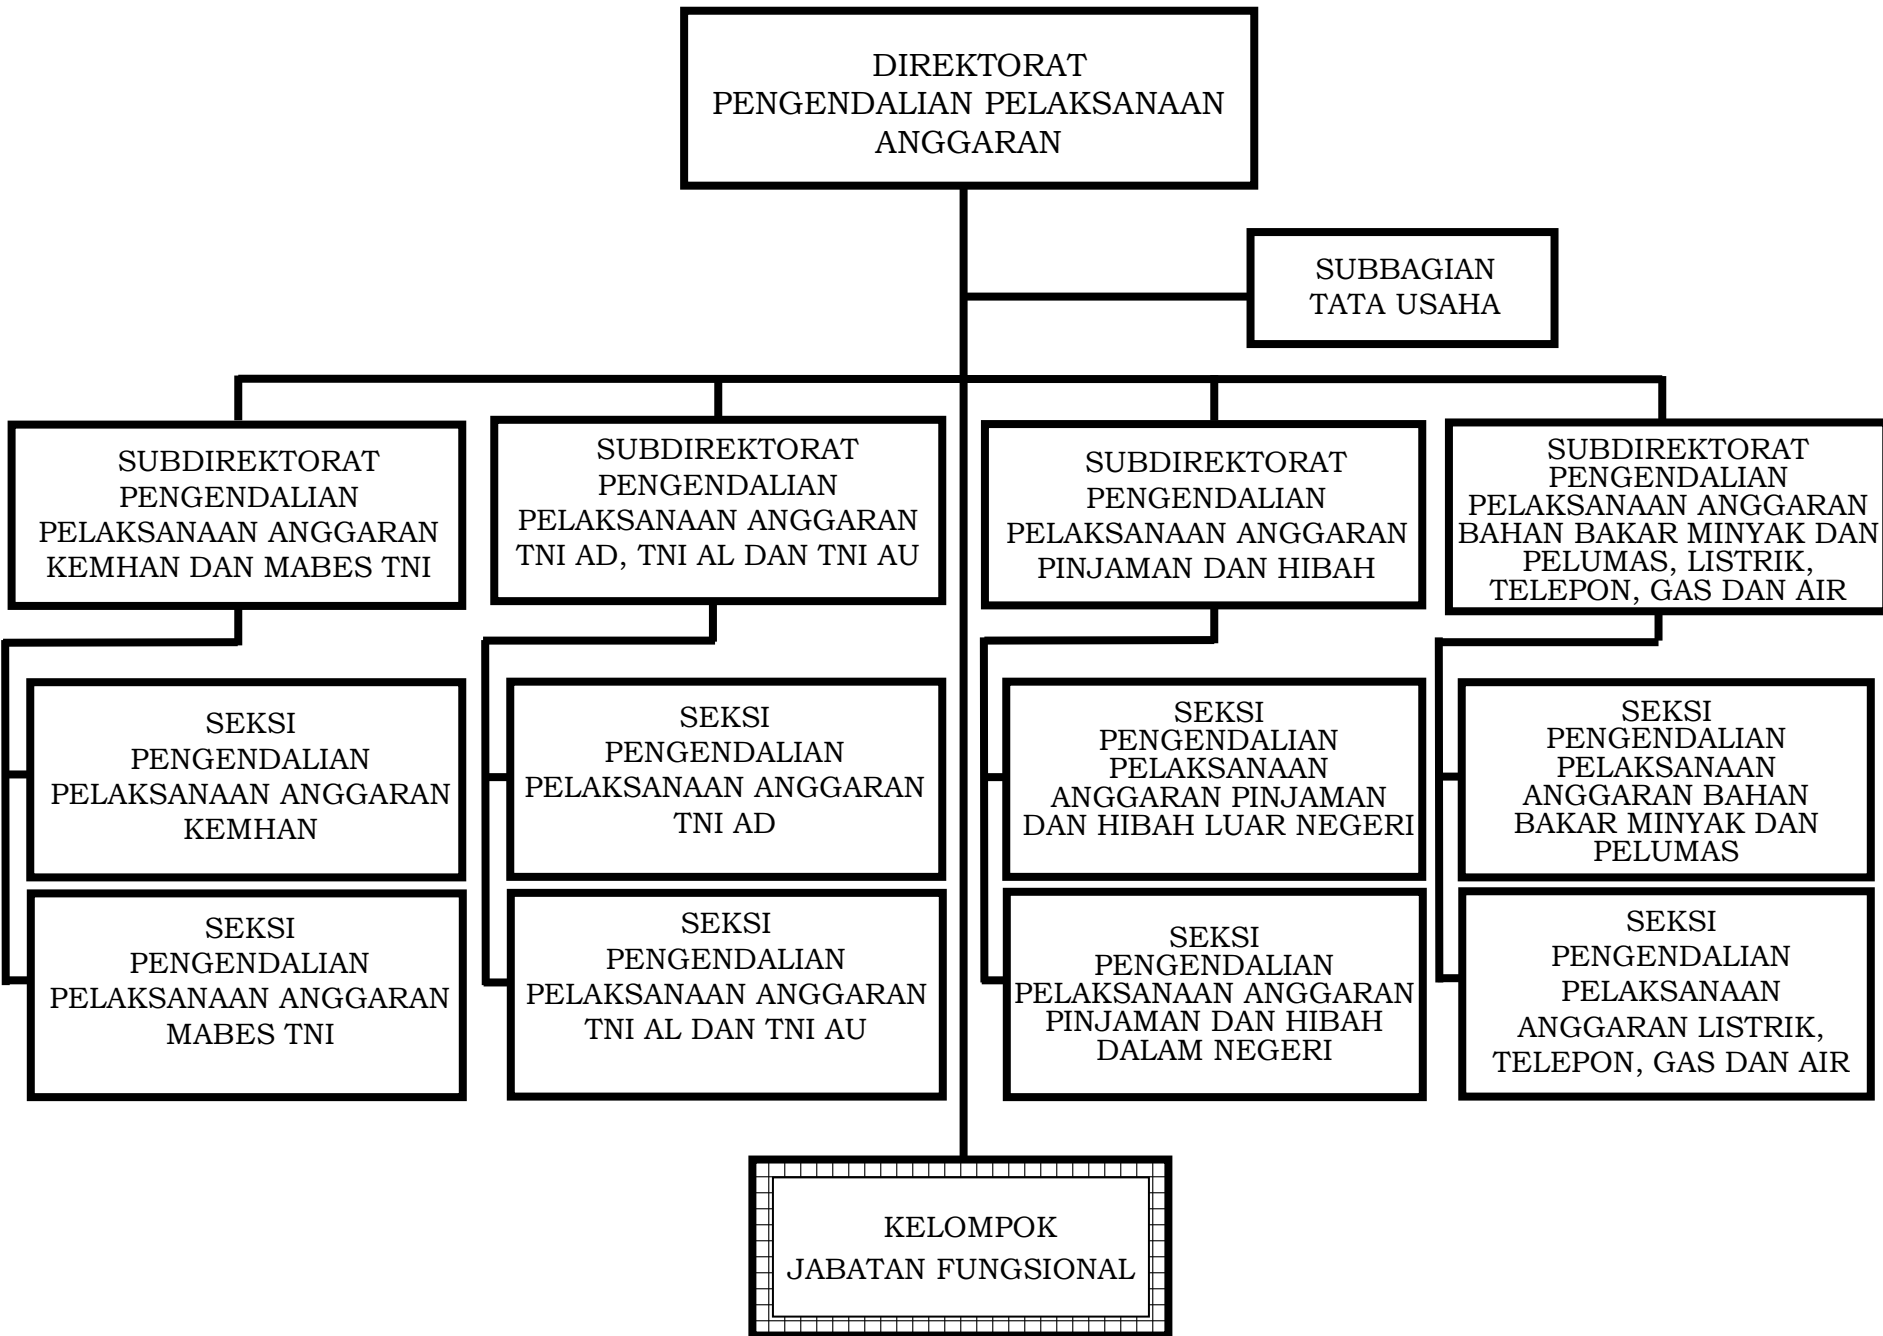 DIREKTORAT
PENGENDALIAN PELAKSANAAN
ANGGARAN
SUBBAGIAN
TATA USAHA
SUBDIREKTORAT
PENGENDALIAN
PELAKSANAAN ANGGARAN
KEMHAN DAN MABES TNI
SUBDIREKTORAT
PENGENDALIAN
PELAKSANAAN ANGGARAN
TNI AD, TNI AL DAN TNI AU
SUBDIREKTORAT
PENGENDALIAN
PELAKSANAAN ANGGARAN
PINJAMAN DAN HIBAH
SUBDIREKTORAT
PENGENDALIAN
PELAKSANAAN ANGGARAN
BAHAN BAKAR MINYAK DAN
PELUMAS, LISTRIK,
TELEPON, GAS DAN AIR
SEKSI
PENGENDALIAN
PELAKSANAAN ANGGARAN
KEMHAN
SEKSI
PENGENDALIAN
PELAKSANAAN ANGGARAN
TNI AD
SEKSI
PENGENDALIAN
PELAKSANAAN
ANGGARAN PINJAMAN
DAN HIBAH LUAR NEGERI
SEKSI
PENGENDALIAN
PELAKSANAAN
ANGGARAN BAHAN
BAKAR MINYAK DAN
PELUMAS
SEKSI
PENGENDALIAN
PELAKSANAAN ANGGARAN
MABES TNI
SEKSI
PENGENDALIAN
PELAKSANAAN ANGGARAN
TNI AL DAN TNI AU
SEKSI
PENGENDALIAN
PELAKSANAAN ANGGARAN
PINJAMAN DAN HIBAH
DALAM NEGERI
SEKSI
PENGENDALIAN
PELAKSANAAN
ANGGARAN LISTRIK,
TELEPON, GAS DAN AIR
KELOMPOK
JABATAN FUNGSIONAL